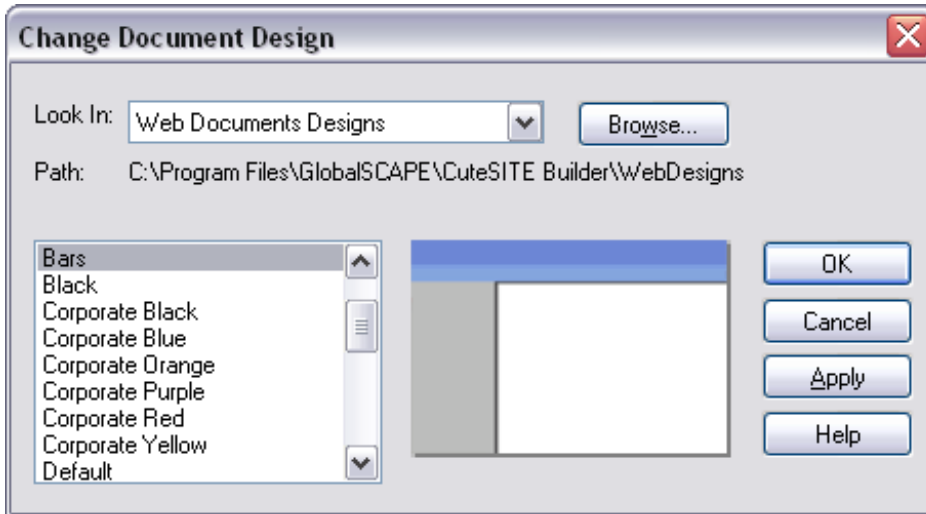 Change Document Design
Look In: Web Documents Designs Browse...
Path: C:\Program Files\GlobalSCAPE\CuteSITE Builder\WebDesigns
Bars
Black
Corporate Black
Corporate Blue
Corporate Orange
Corporate Purple
Corporate Red
Corporate Yellow
Default
OK
Cancel
Apply
Help